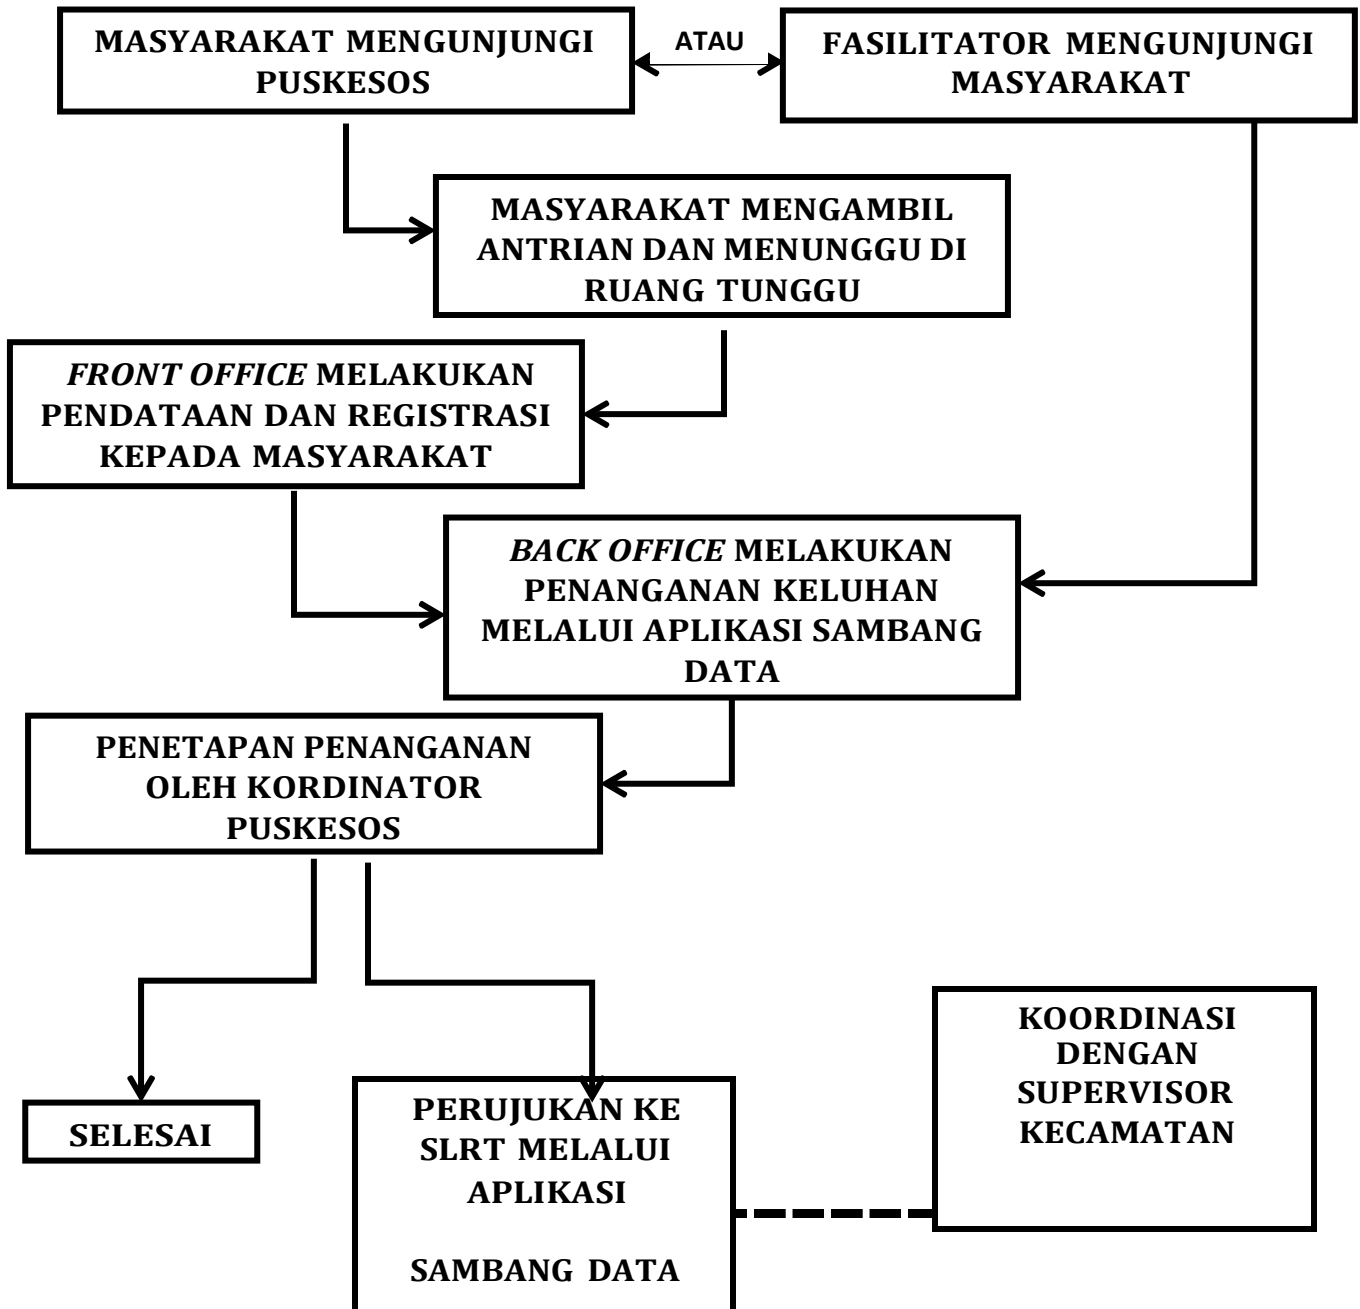 MASYARAKAT MENGUNJUNGI
PUSKESOS
ATAU
FASILITATOR MENGUNJUNGI
MASYARAKAT
MASYARAKAT MENGAMBIL
ANTRIAN DAN MENUNGGU DI
RUANG TUNGGU
FRONT OFFICE MELAKUKAN
PENDATAAN DAN REGISTRASI
KEPADA MASYARAKAT
BACK OFFICE MELAKUKAN
PENANGANAN KELUHAN
MELALUI APLIKASI SAMBANG
DATA
PENETAPAN PENANGANAN
OLEH KORDINATOR
PUSKESOS
SELESAI
PERUJUKAN KE
SLRT MELALUI
APLIKASI
SAMBANG DATA
KOORDINASI
DENGAN
SUPERVISOR
KECAMATAN